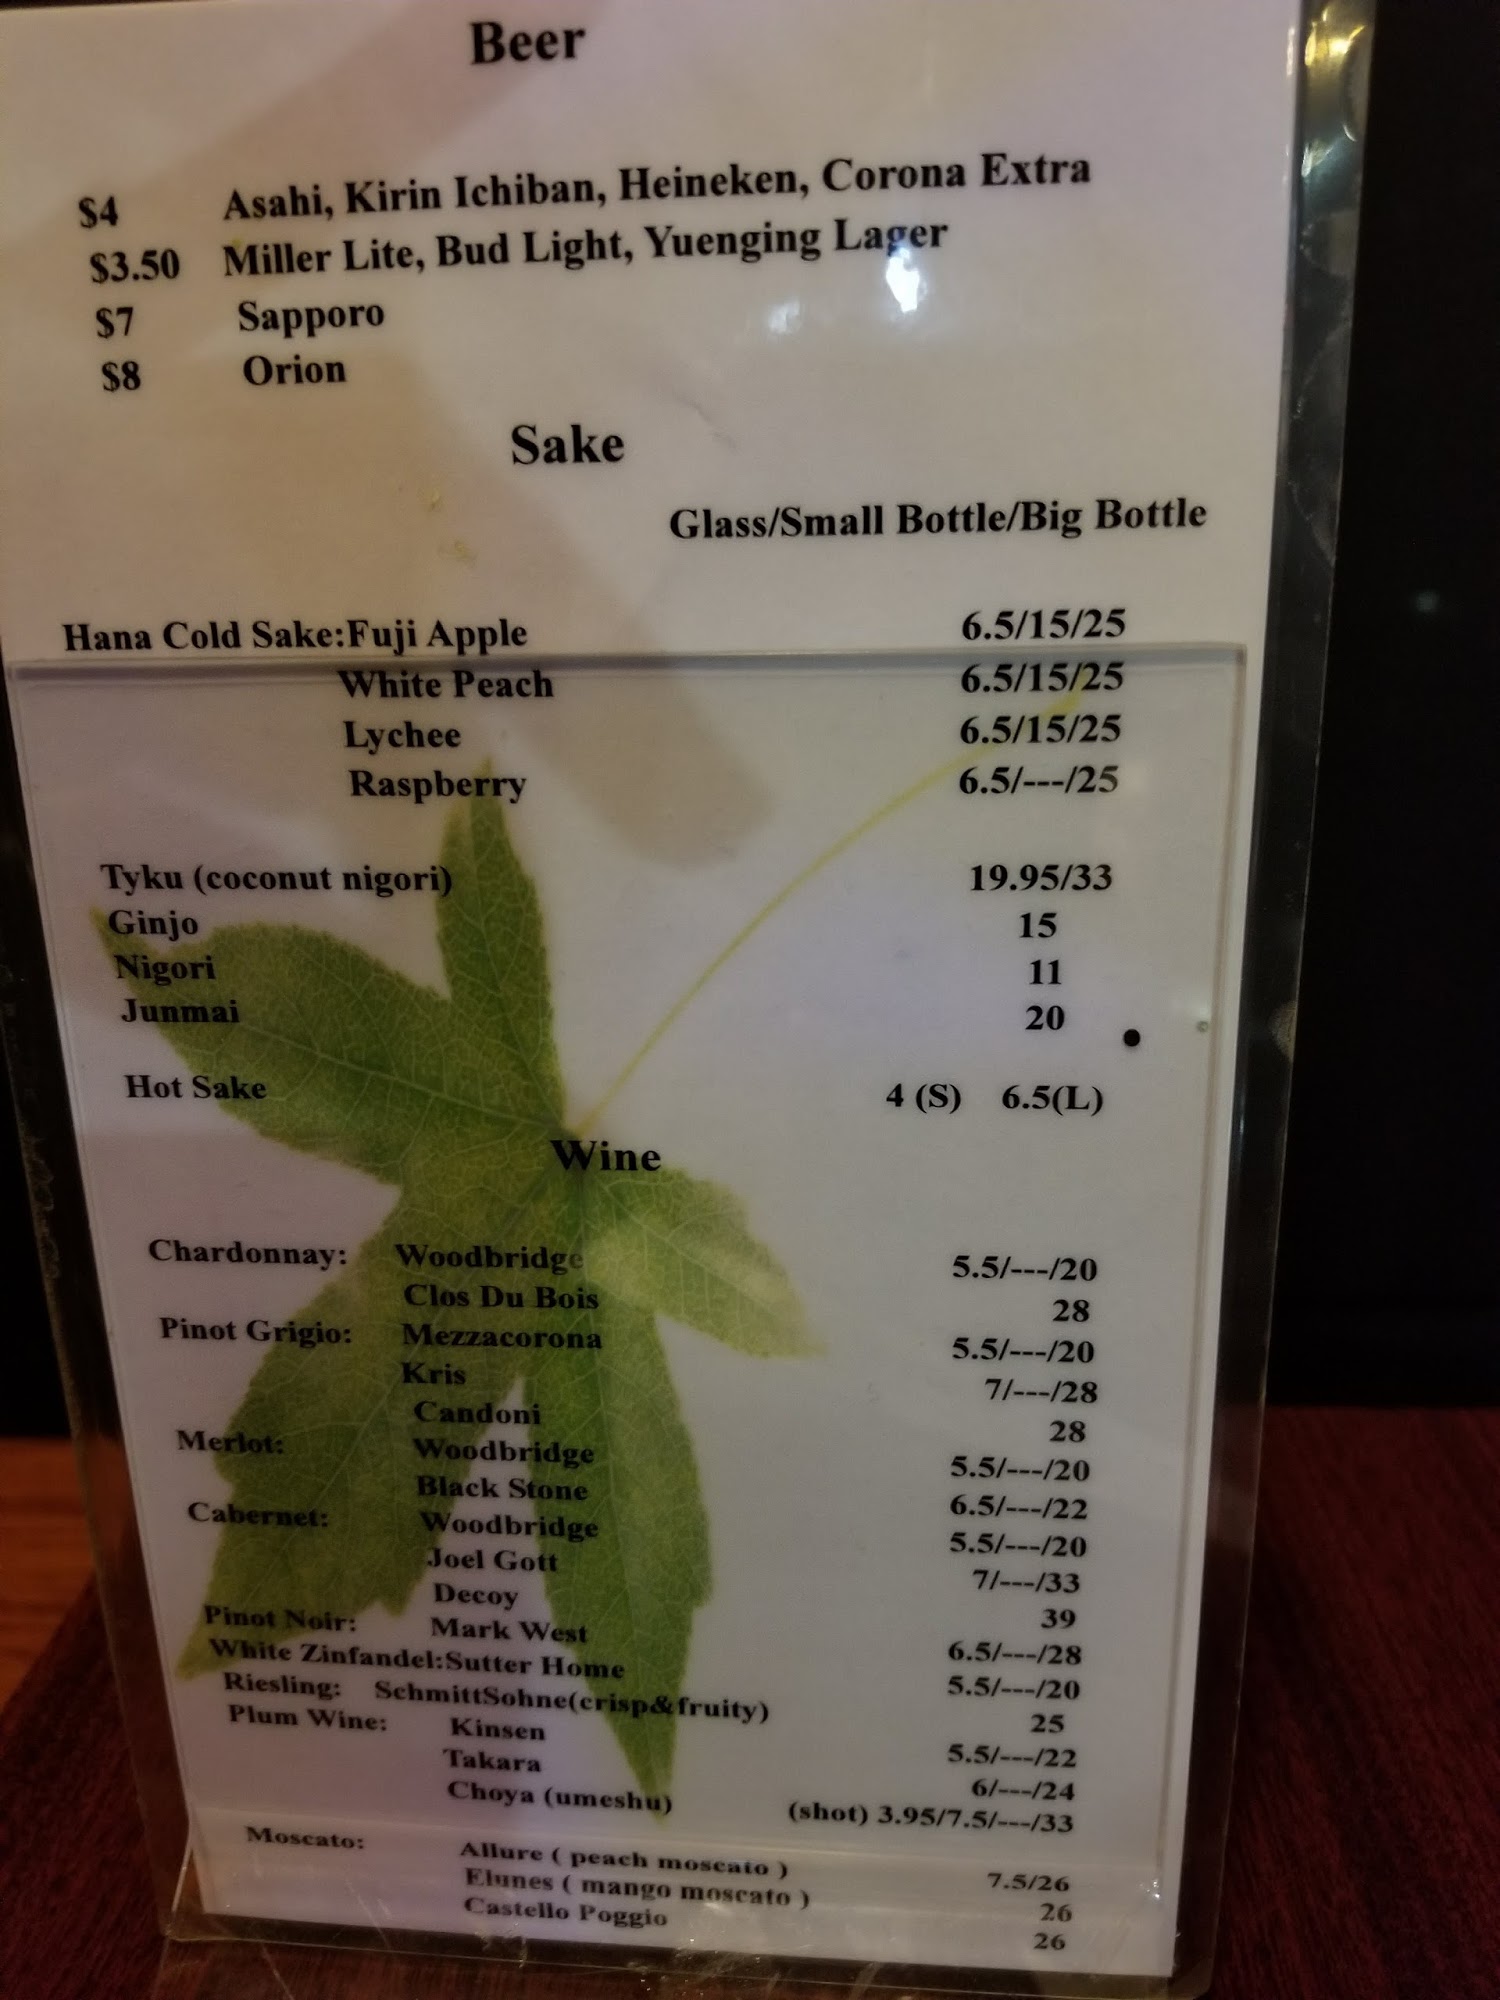 Beer
$4 Asahi, Kirin Ichiban, Heineken, Corona Extra
$3.50 Miller Lite, Bud Light, Yuenging Lager
$7 Sapporo
$8 Orion
Sake
Glass/Small Bottle/Big Bottle
Hana Cold Sake:Fuji Apple 6.5/15/25
White Peach 6.5/15/25
Lychee 6.5/15/25
Raspberry 6.5/---/25
Tyku (coconut nigori) 19.95/33
Ginjo 15
Nigori 11
Junmai 20
Hot Sake 4 (S) 6.5(L)
Wine
Chardonnay: Woodbridge 5.5/---/20
Clos Du Bois 28
Pinot Grigio: Mezzacorona 5.5/---/20
Kris 7/---/28
Candoni 28
Merlot: Woodbridge 5.5/---/20
Black Stone 6.5/---/22
Cabernet: Woodbridge 5.5/---/20
Joel Gott 7/---/33
Decoy 39
Pinot Noir: Mark West 6.5/---/28
White Zinfandel:Sutter Home 5.5/---/20
Riesling: SchmittSohne(crisp&fruity) 25
Plum Wine: Kinsen 5.5/---/22
Takara 6/---/24
Choya (umeshu) (shot) 3.95/7.5/---/33
Moscato: Allure ( peach moscato ) 7.5/26
Elunes ( mango moscato ) 26
Castello Poggio 26